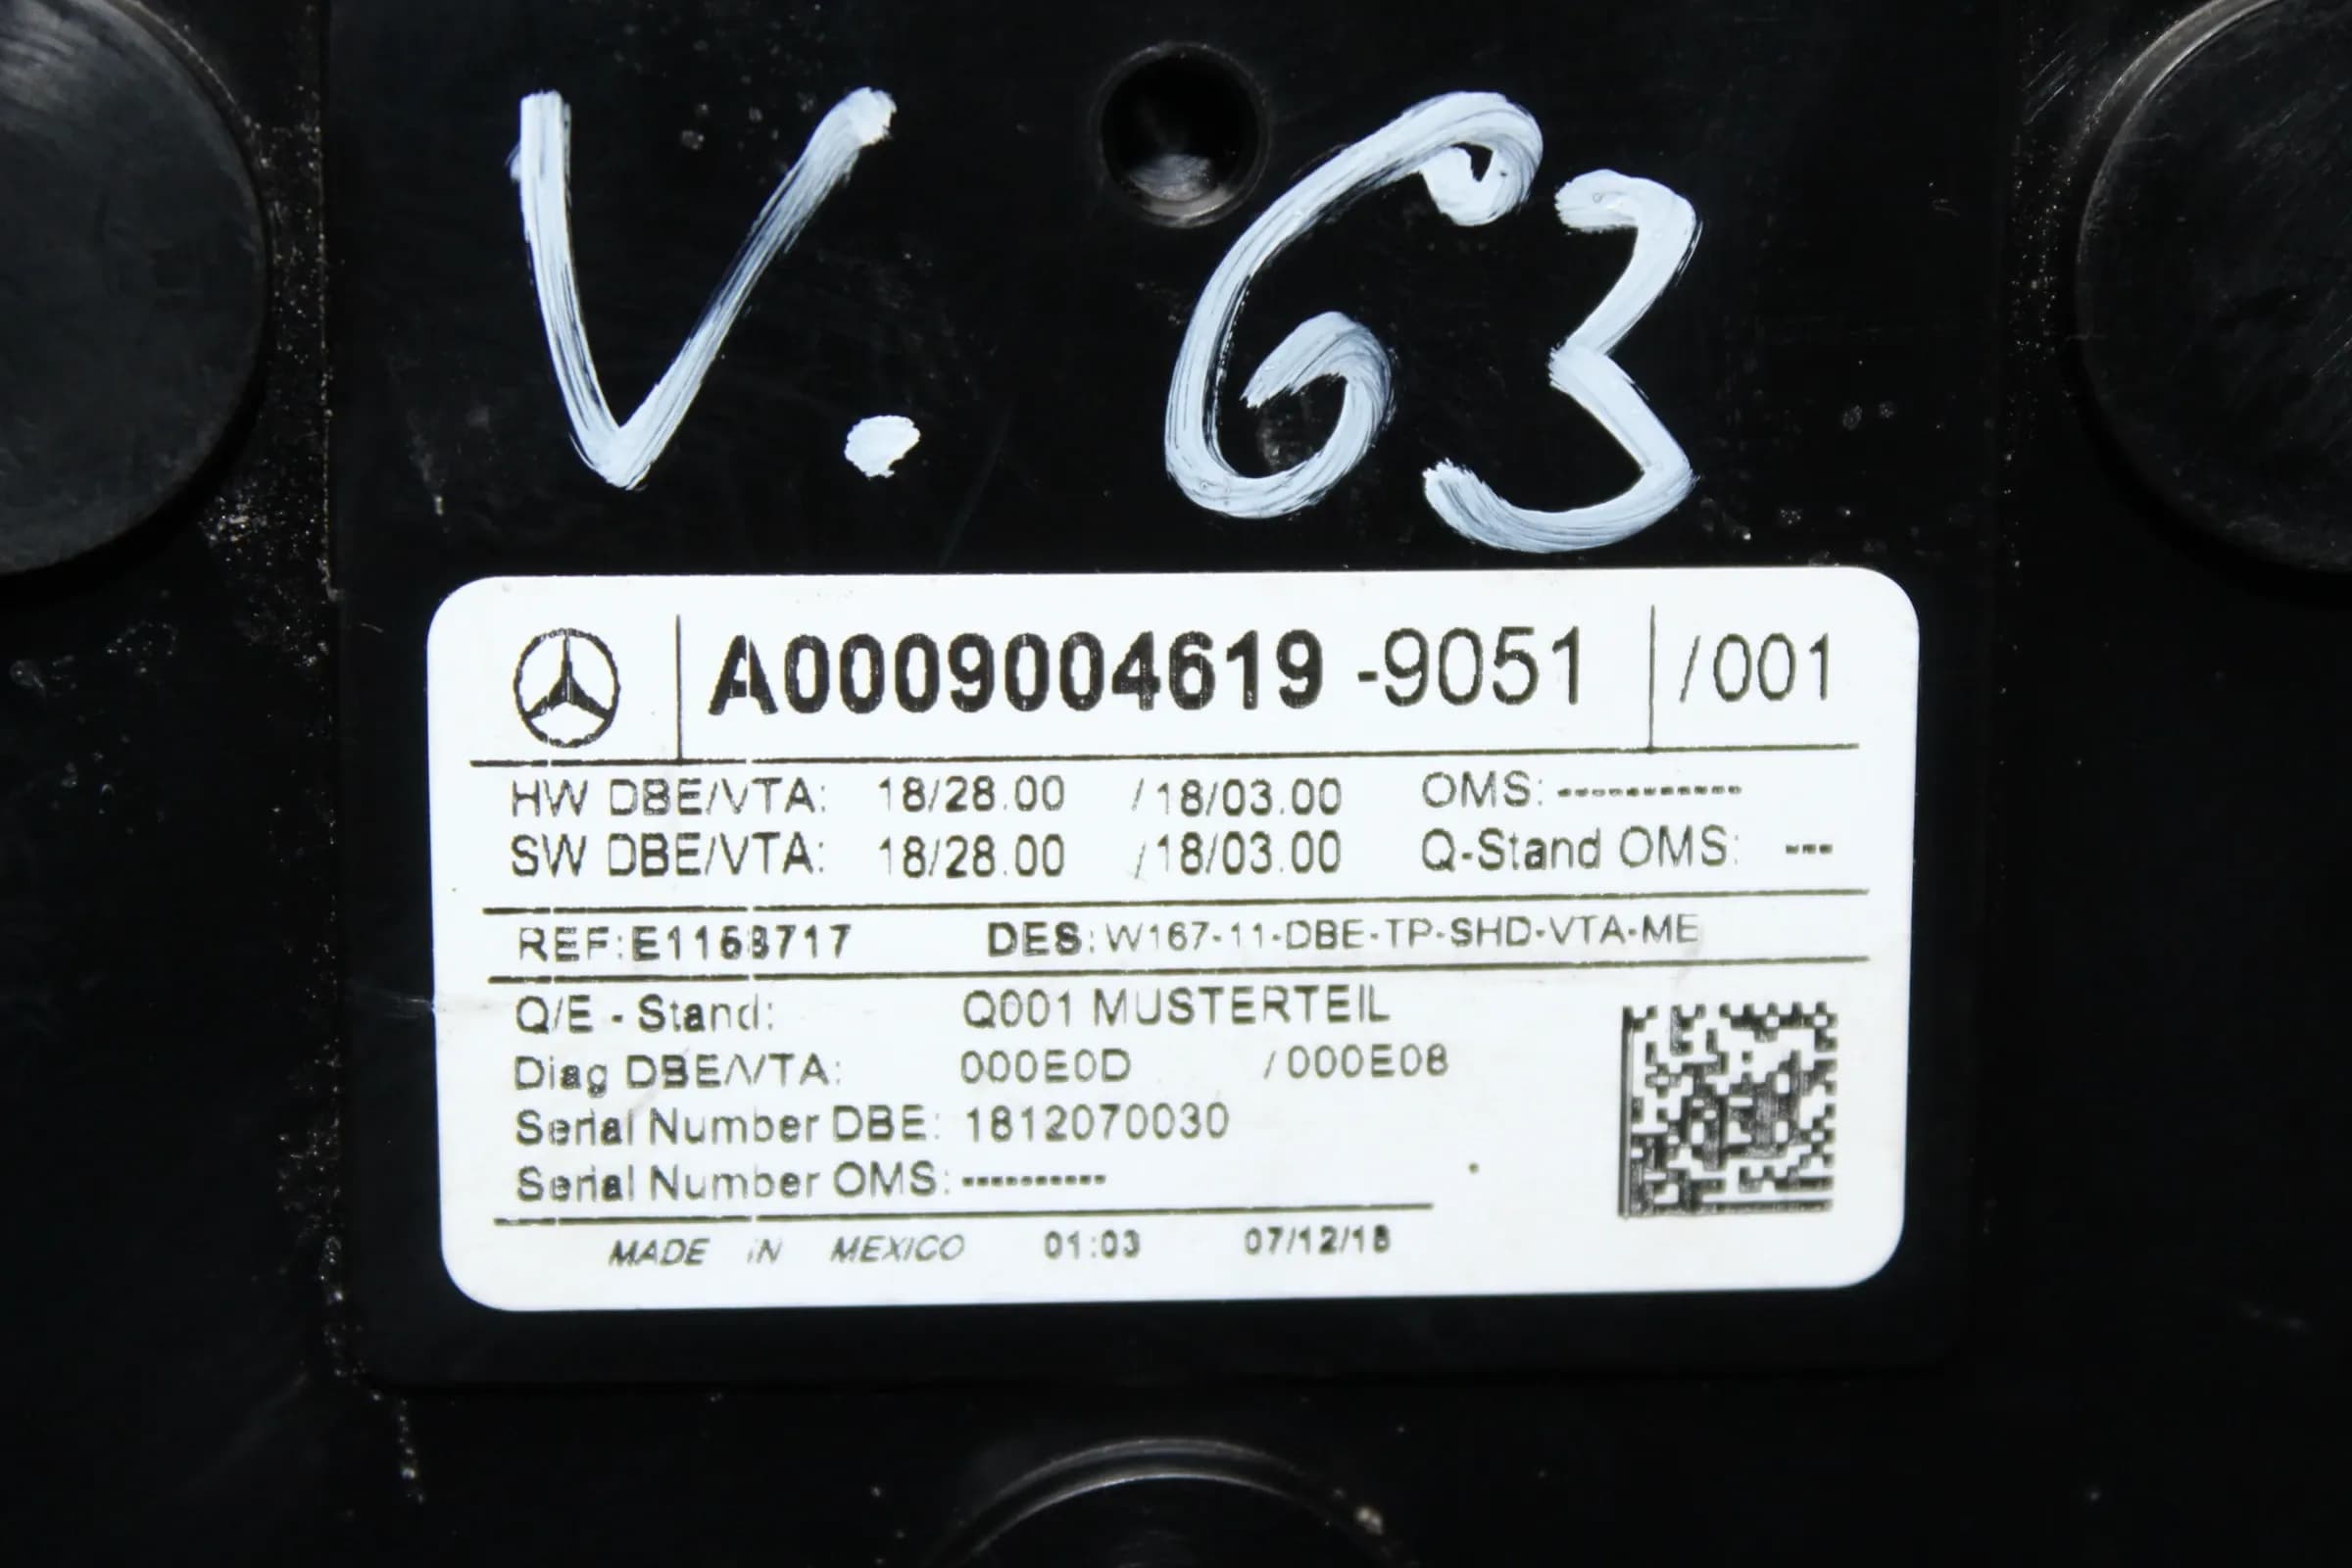 V. 63
A0009004619 -9051 /001
HW DBE/VTA: 18/28.00 /18/03.00 OMS: -----------
SW DBE/VTA: 18/28.00 /18/03.00 Q-Stand OMS: ---
REF:E1168717 DES:W167-11-DBE-TP-SHD-VTA-ME
Q/E - Stand: Q001 MUSTERTEIL
Diag DBE/VTA: 000E0D /000E08
Serial Number DBE: 1812070030
Serial Number OMS: ----------
MADE IN MEXICO 01:03 07/12/18